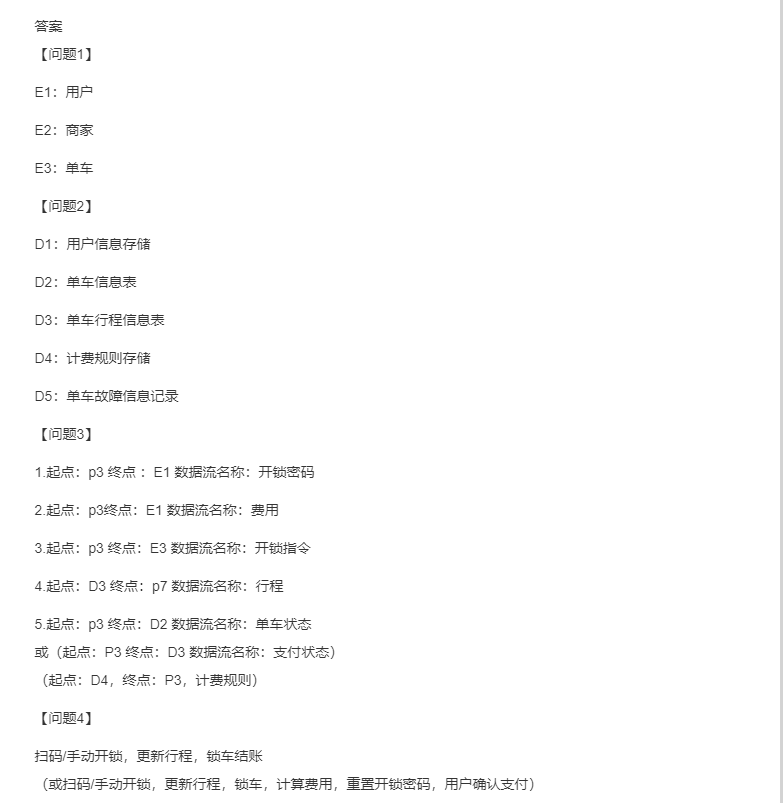 答案
【问题1】
E1：用户
E2：商家
E3：单车
【问题2】
D1：用户信息存储
D2：单车信息表
D3：单车行程信息表
D4：计费规则存储
D5：单车故障信息记录
【问题3】
1.起点：p3 终点 ：E1 数据流名称：开锁密码
2.起点：p3终点：E1 数据流名称：费用
3.起点：p3 终点：E3 数据流名称：开锁指令
4.起点：D3 终点：p7 数据流名称：行程
5.起点：p3 终点：D2 数据流名称：单车状态
或（起点：P3 终点：D3 数据流名称：支付状态）
（起点：D4，终点：P3，计费规则）
【问题4】
扫码/手动开锁，更新行程，锁车结账
（或扫码/手动开锁，更新行程，锁车，计算费用，重置开锁密码，用户确认支付）